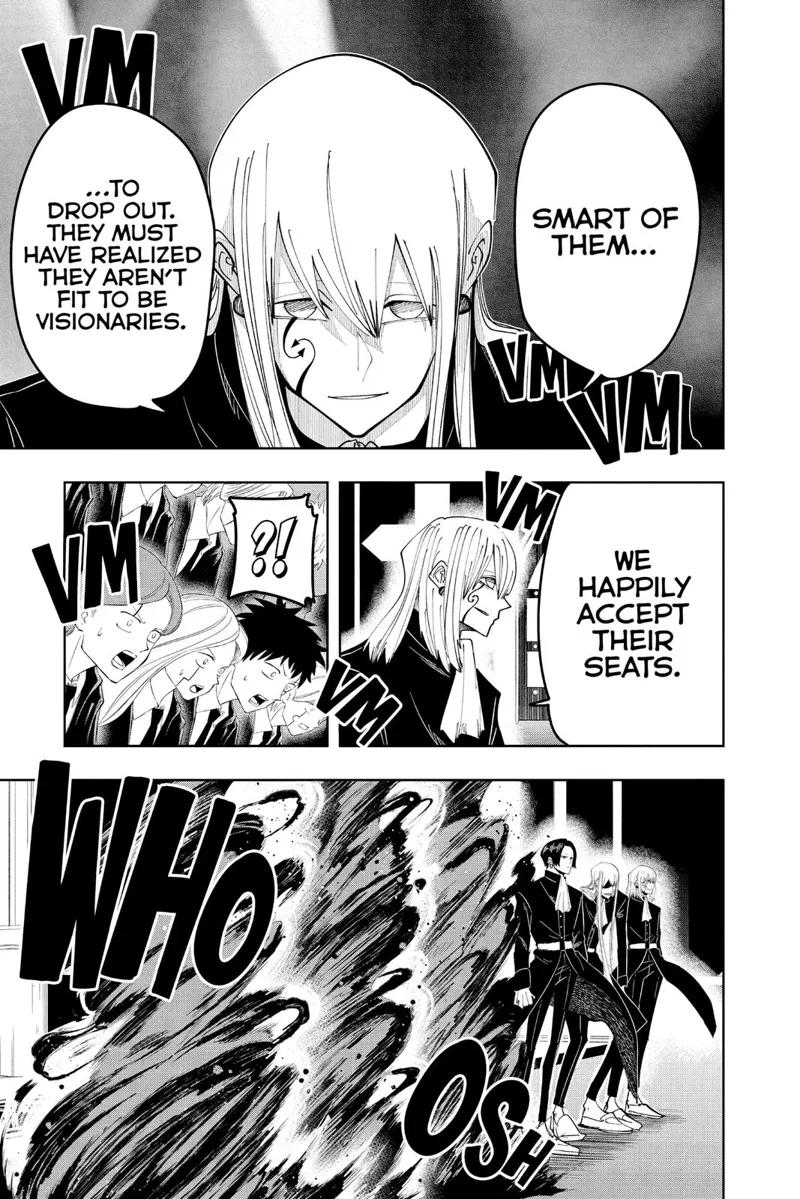 VM
SMART OF
THEM...
...TO
DROP OUT.
THEY MUST
HAVE REALIZED
THEY AREN'T
FIT TO BE
VISIONARIES.
VM
VM
VM
WE
HAPPILY
ACCEPT
THEIR
SEATS.
?!
VM
VM
WHO
OSH